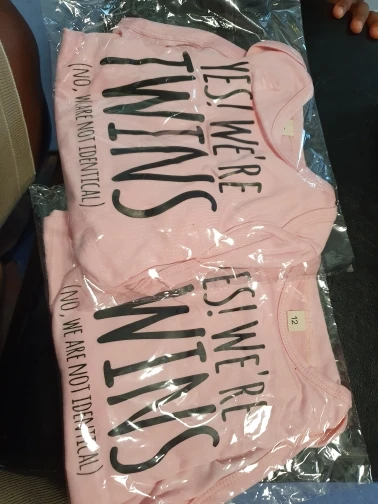 YES! WE'RE
TWINS
(NO, WE ARE NOT IDENTICAL)
ES! WE'RE
WINS
(NO, WE ARE NOT IDENTICAL)
12